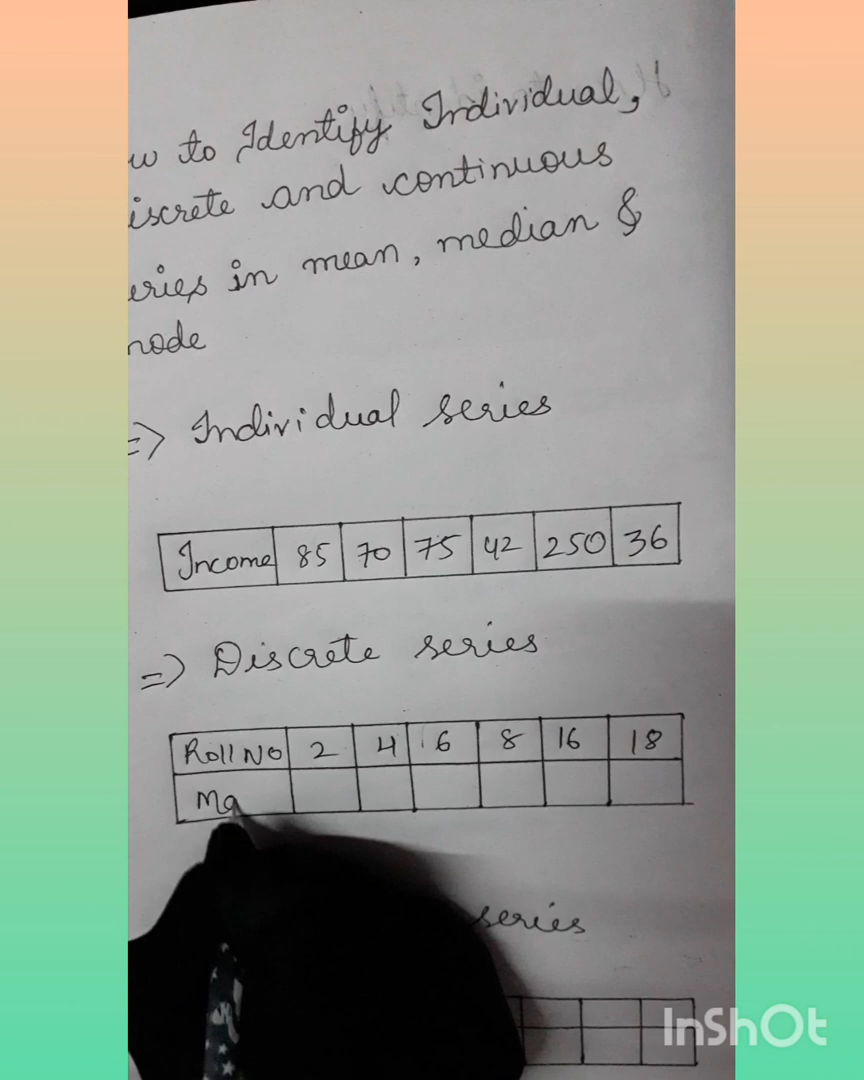 w to Identify Individual,
iscrete and continuous
eries in mean, median &
node
=> Individual series
Income 85 70 75 42 250 36
=> Discrete series
Roll No 2 4 6 8 16 18
Ma
series
InShOt